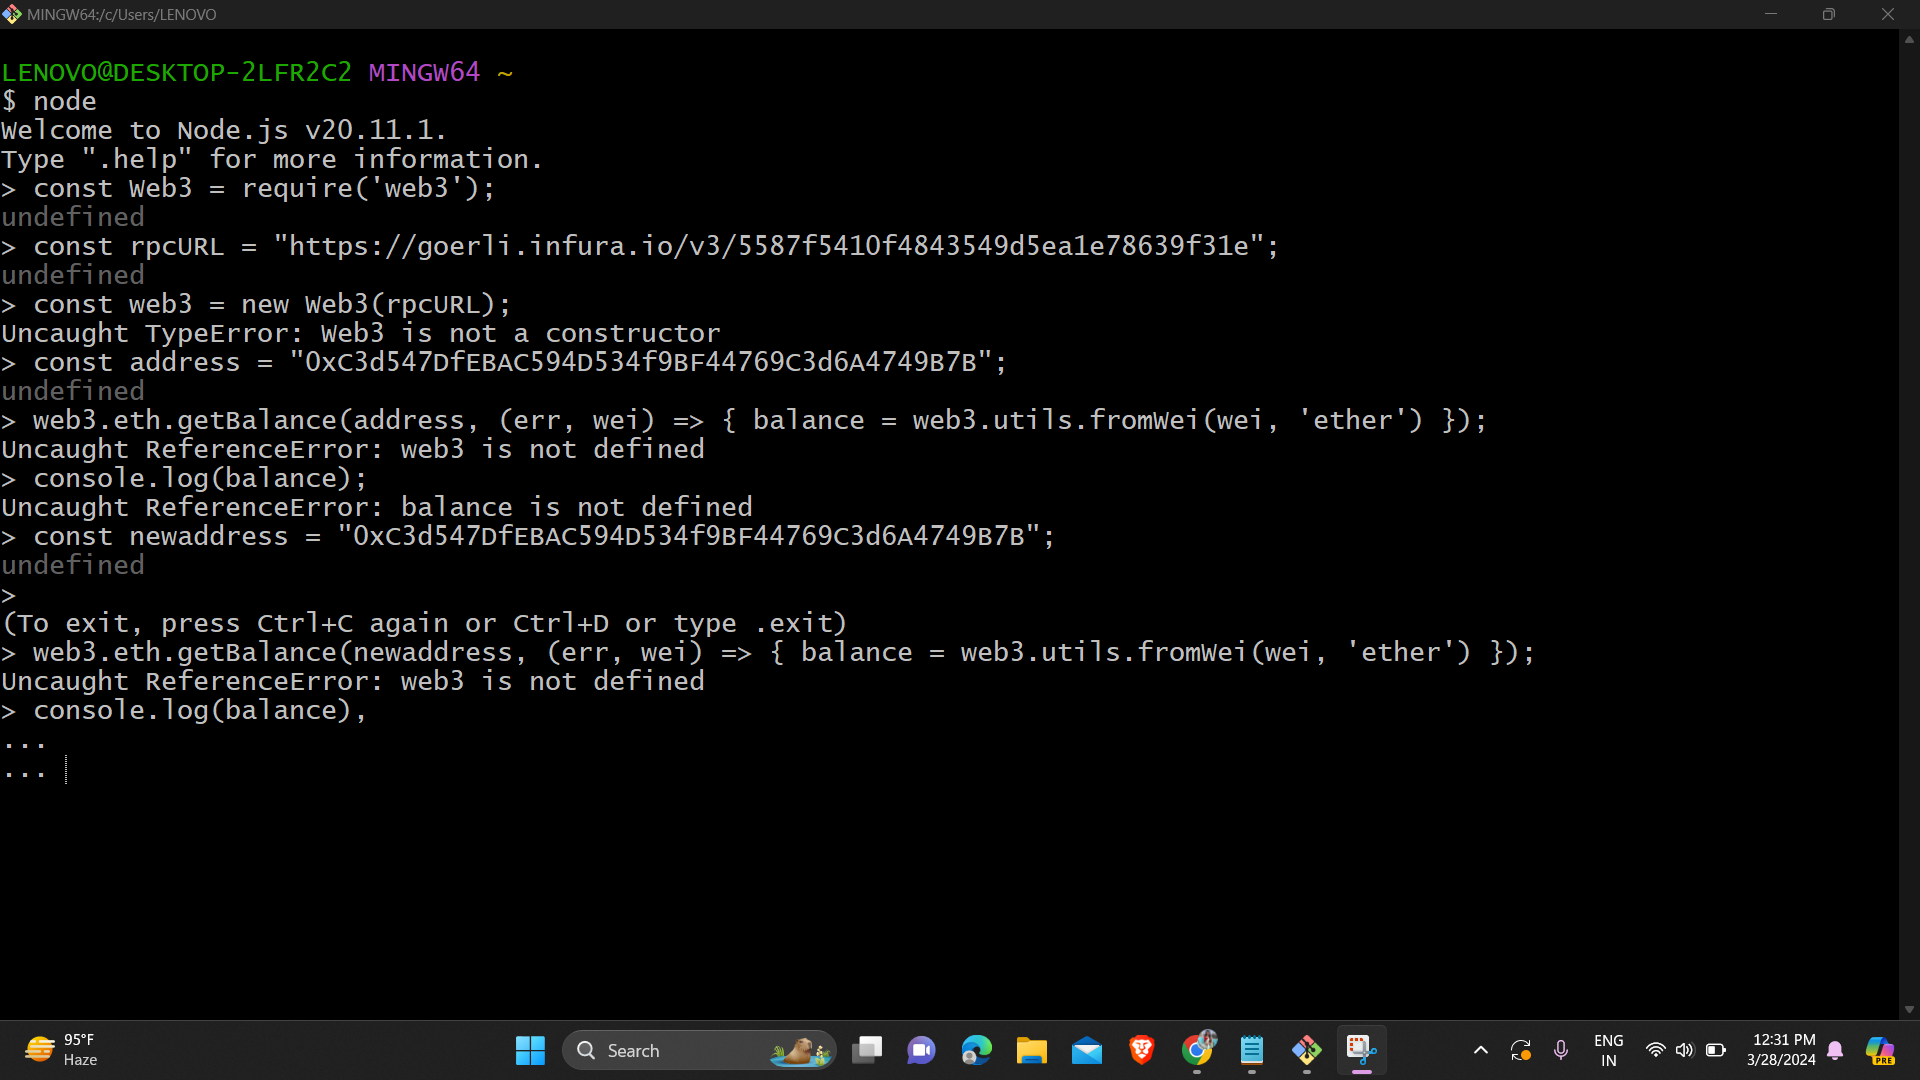 MINGW64:/c/Users/LENOVO
LENOVO@DESKTOP-2LFR2C2 MINGW64 ~
$ node
Welcome to Node.js v20.11.1.
Type ".help" for more information.
> const Web3 = require('web3');
undefined
> const rpcURL = "https://goerli.infura.io/v3/5587f5410f4843549d5ea1e78639f31e";
undefined
> const web3 = new Web3(rpcURL);
Uncaught TypeError: Web3 is not a constructor
> const address = "0xC3d547DfEBAC594D534f9BF44769C3d6A4749B7B";
undefined
> web3.eth.getBalance(address, (err, wei) => { balance = web3.utils.fromWei(wei, 'ether') });
Uncaught ReferenceError: web3 is not defined
> console.log(balance);
Uncaught ReferenceError: balance is not defined
> const newaddress = "0xC3d547DfEBAC594D534f9BF44769C3d6A4749B7B";
undefined
>
(To exit, press Ctrl+C again or Ctrl+D or type .exit)
> web3.eth.getBalance(newaddress, (err, wei) => { balance = web3.utils.fromWei(wei, 'ether') });
Uncaught ReferenceError: web3 is not defined
> console.log(balance),
...
...
95°F
Haze
Search
ENG
IN
12:31 PM
3/28/2024
PRE